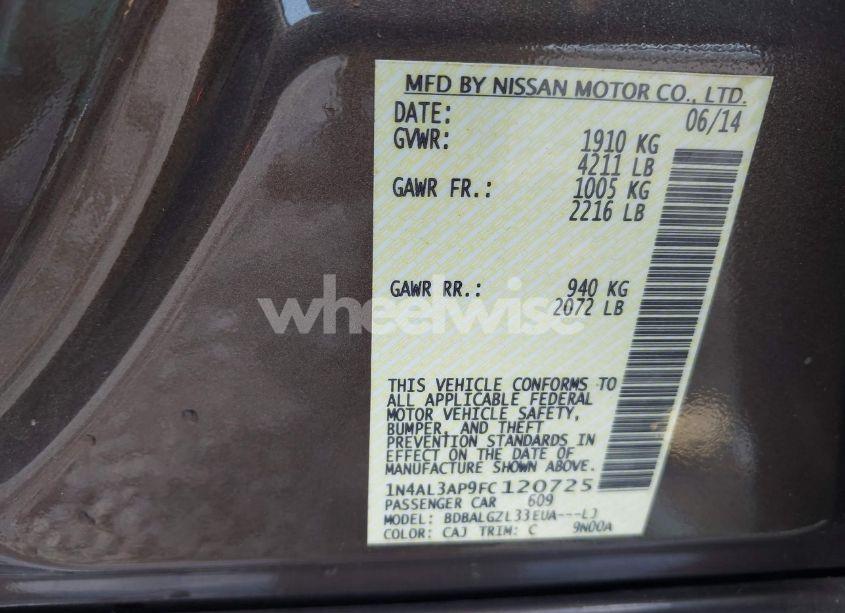 MFD BY NISSAN MOTOR CO., LTD.
DATE: 06/14
GVWR: 1910 KG
4211 LB
GAWR FR.: 1005 KG
2216 LB
GAWR RR.: 940 KG
2072 LB
wheelwise
THIS VEHICLE CONFORMS TO
ALL APPLICABLE FEDERAL
MOTOR VEHICLE SAFETY,
BUMPER, AND THEFT
PREVENTION STANDARDS IN
EFFECT ON THE DATE OF
MANUFACTURE SHOWN ABOVE.
1N4AL3AP9FC120725
PASSENGER CAR 609
MODEL: BDBALGZL33EUA---LJ
COLOR: CAJ TRIM: C 9N00A